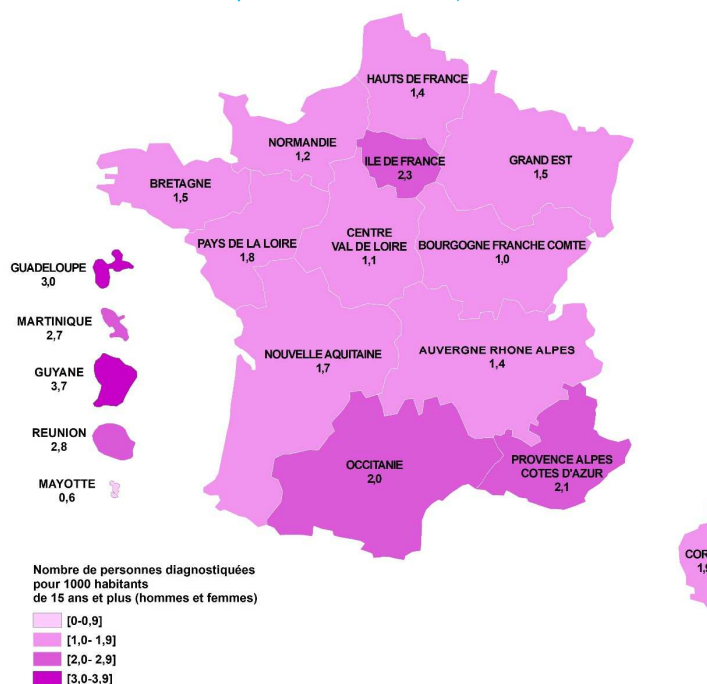 HAUTS DE FRANCE
1,4
NORMANDIE
1,2
ILE DE FRANCE
2,3
GRAND EST
1,5
BRETAGNE
1,5
PAYS DE LA LOIRE
1,8
CENTRE
VAL DE LOIRE
1,1
BOURGOGNE FRANCHE COMTE
1,0
GUADELOUPE
3,0
MARTINIQUE
2,7
GUYANE
3,7
REUNION
2,8
MAYOTTE
0,6
NOUVELLE AQUITAINE
1,7
AUVERGNE RHONE ALPES
1,4
OCCITANIE
2,0
PROVENCE ALPES
COTES D'AZUR
2,1
COR
1,9
Nombre de personnes diagnostiquées
pour 1000 habitants
de 15 ans et plus (hommes et femmes)
[0-0,9]
[1,0- 1,9]
[2,0- 2,9]
[3,0-3,9]